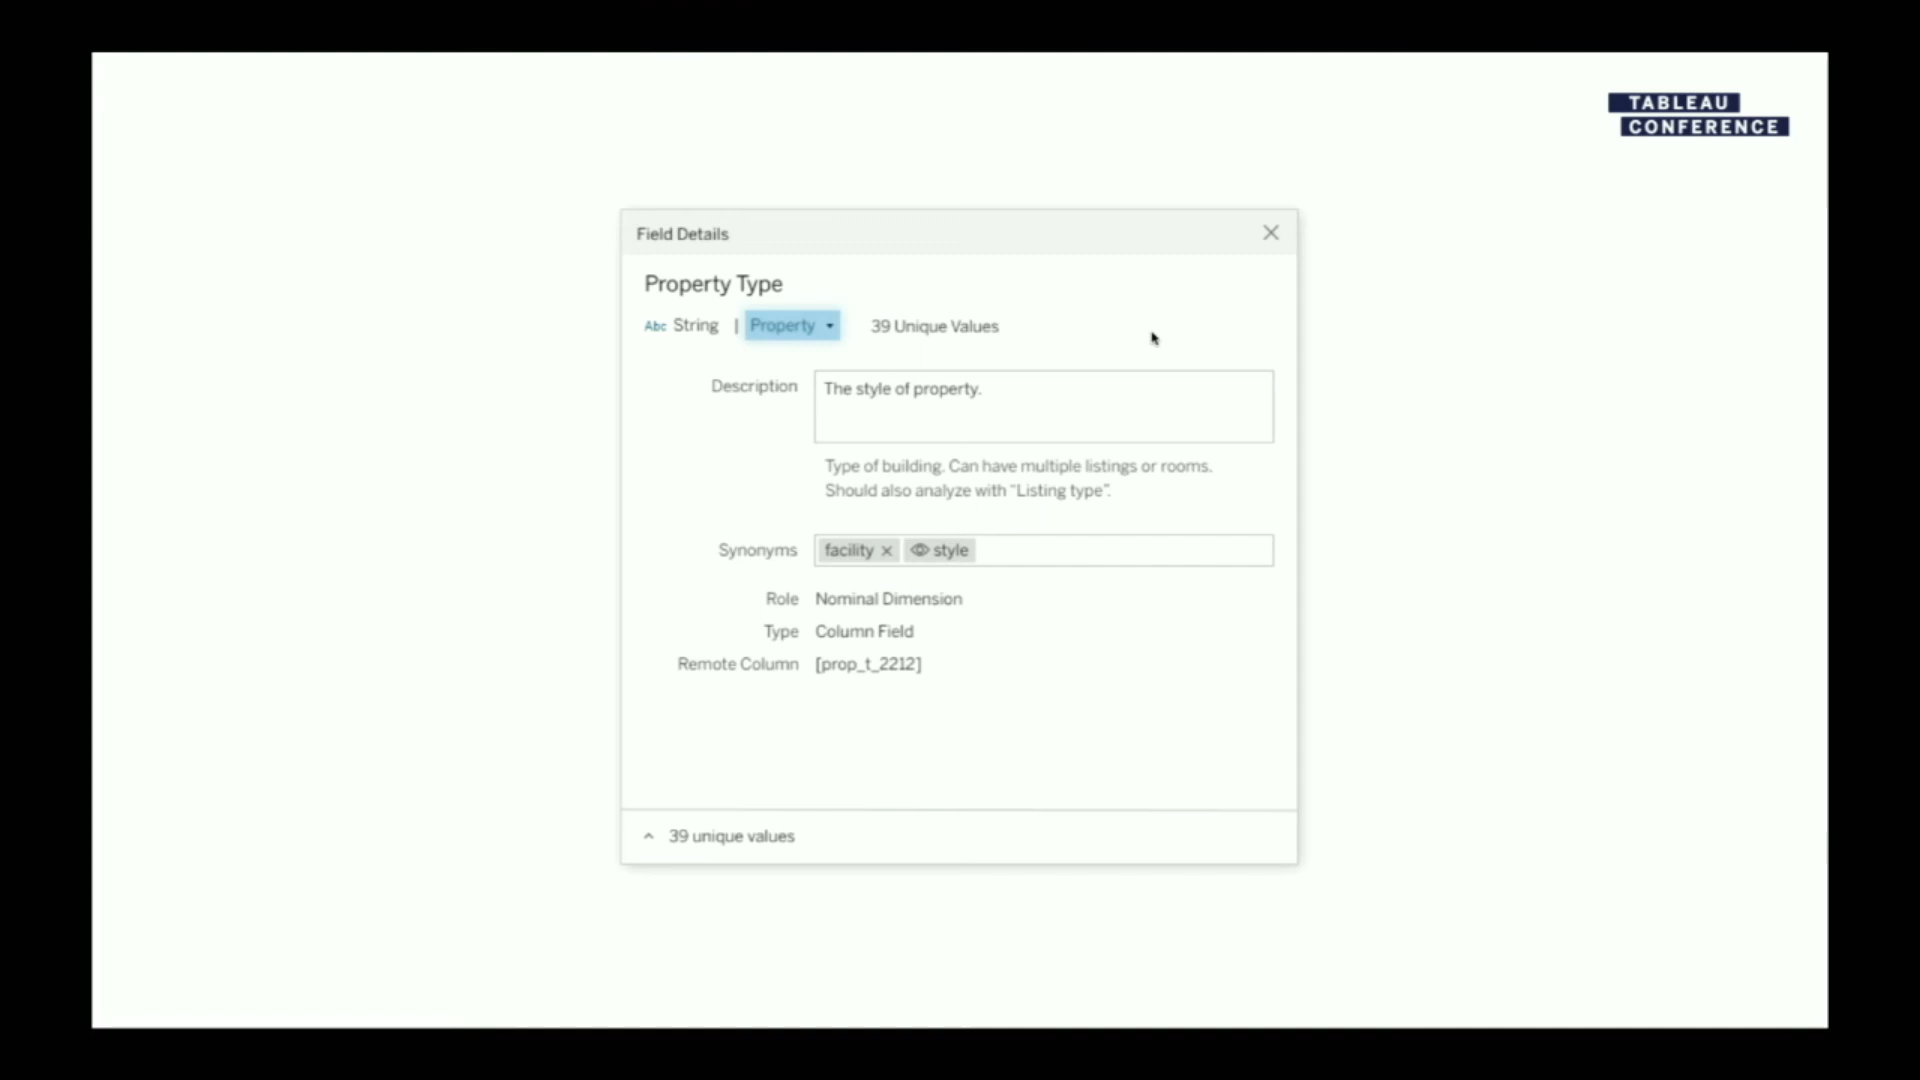 TABLEAU
CONFERENCE
Field Details
Property Type
Abc String | Property 39 Unique Values
Description The style of property.
Type of building. Can have multiple listings or rooms.
Should also analyze with "Listing type".
Synonyms facility × style
Role Nominal Dimension
Type Column Field
Remote Column [prop_t_2212]
39 unique values